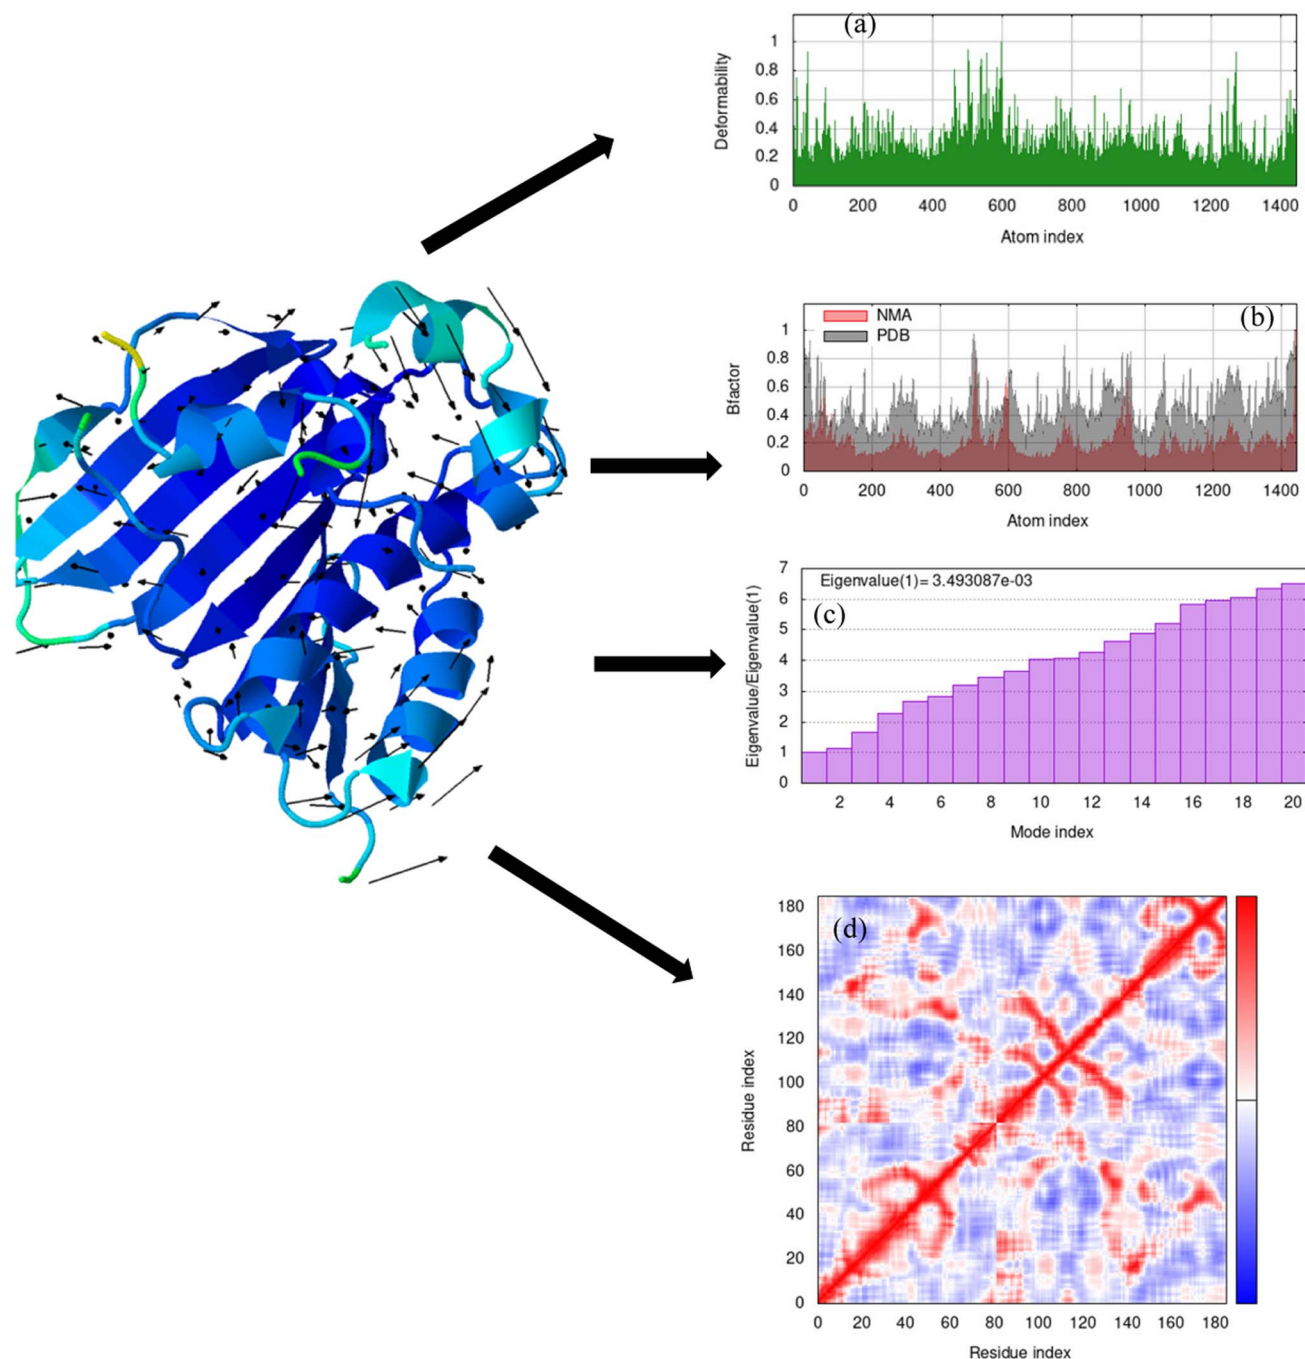 (a)
Deformability
1
0.8
0.6
0.4
0.2
0
0 200 400 600 800 1000 1200 1400
Atom index
(b)
NMA
PDB
Bfactor
1
0.8
0.6
0.4
0.2
0
0 200 400 600 800 1000 1200 1400
Atom index
Eigenvalue(1)= 3.493087e-03
(c)
Eigenvalue/Eigenvalue(1)
7
6
5
4
3
2
1
0
2 4 6 8 10 12 14 16 18 20
Mode index
(d)
Residue index
180
160
140
120
100
80
60
40
20
0
0 20 40 60 80 100 120 140 160 180
Residue index